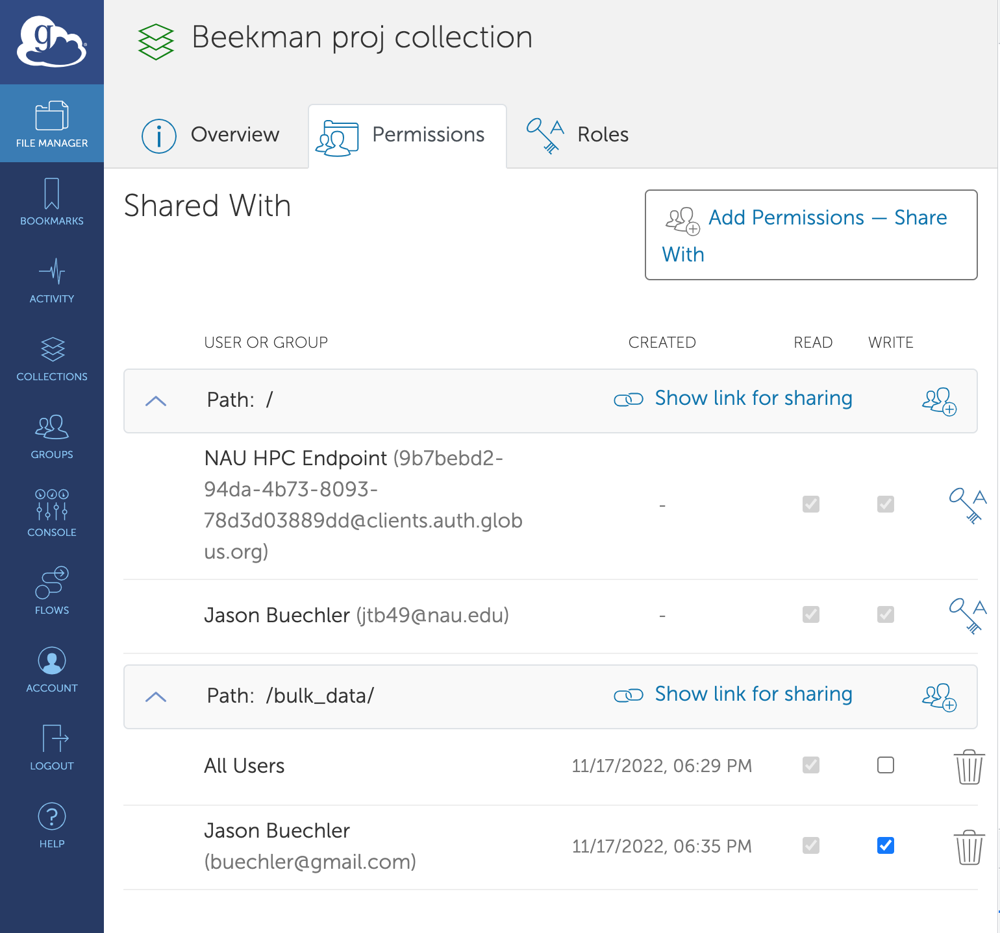 g
Beekman proj collection
FILE MANAGER
BOOKMARKS
ACTIVITY
COLLECTIONS
GROUPS
CONSOLE
FLOWS
ACCOUNT
LOGOUT
HELP
Overview
Permissions
Roles
Shared With
Add Permissions — Share
With
USER OR GROUP CREATED READ WRITE
Path: / Show link for sharing
NAU HPC Endpoint (9b7bebd2-
94da-4b73-8093-
78d3d03889dd@clients.auth.glob
us.org)
-
Jason Buechler (jtb49@nau.edu) -
Path: /bulk_data/ Show link for sharing
All Users 11/17/2022, 06:29 PM
Jason Buechler
(buechler@gmail.com)
11/17/2022, 06:35 PM